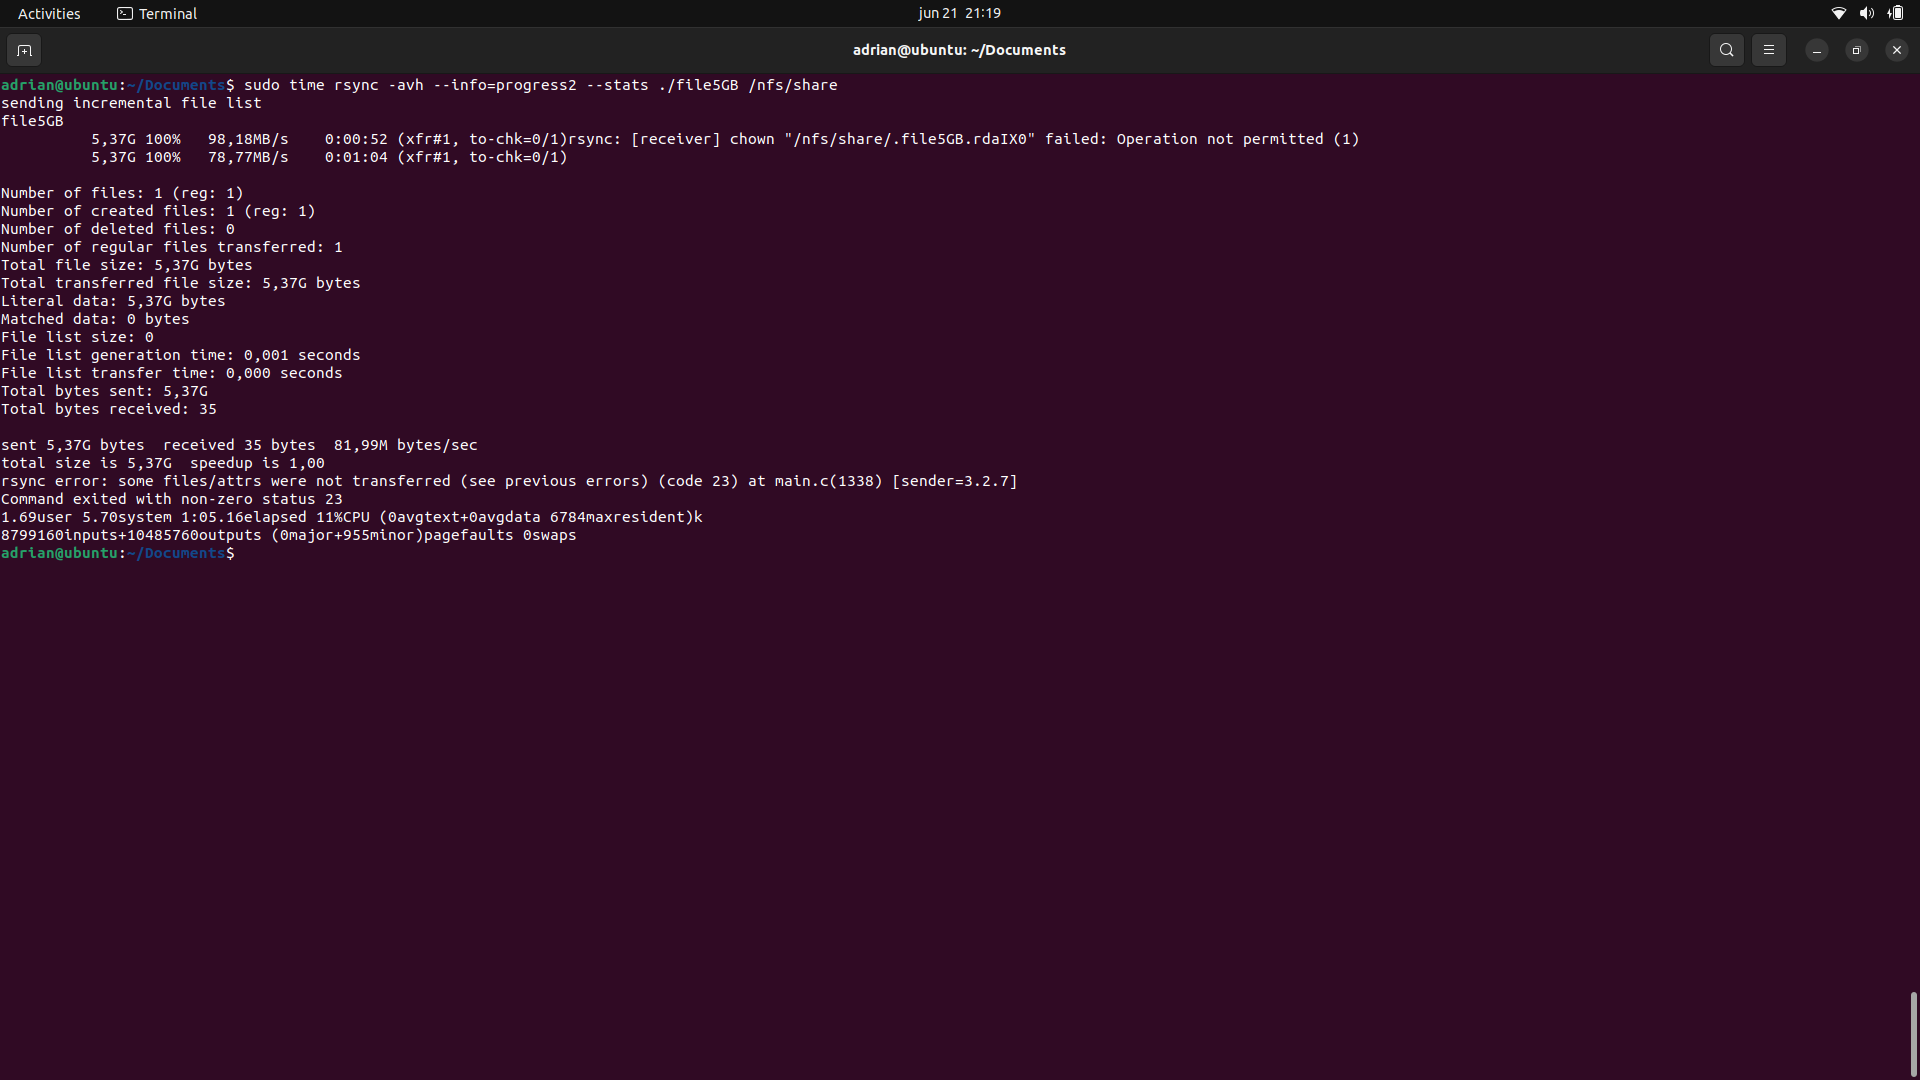 Activities
Terminal
jun 21 21:19
adrian@ubuntu: ~/Documents
adrian@ubuntu:~/Documents$ sudo time rsync -avh --info=progress2 --stats ./file5GB /nfs/share
sending incremental file list
file5GB
          5,37G 100%   98,18MB/s    0:00:52 (xfr#1, to-chk=0/1)rsync: [receiver] chown "/nfs/share/.file5GB.rdaIX0" failed: Operation not permitted (1)
          5,37G 100%   78,77MB/s    0:01:04 (xfr#1, to-chk=0/1)
Number of files: 1 (reg: 1)
Number of created files: 1 (reg: 1)
Number of deleted files: 0
Number of regular files transferred: 1
Total file size: 5,37G bytes
Total transferred file size: 5,37G bytes
Literal data: 5,37G bytes
Matched data: 0 bytes
File list size: 0
File list generation time: 0,001 seconds
File list transfer time: 0,000 seconds
Total bytes sent: 5,37G
Total bytes received: 35
sent 5,37G bytes  received 35 bytes  81,99M bytes/sec
total size is 5,37G  speedup is 1,00
rsync error: some files/attrs were not transferred (see previous errors) (code 23) at main.c(1338) [sender=3.2.7]
Command exited with non-zero status 23
1.69user 5.70system 1:05.16elapsed 11%CPU (0avgtext+0avgdata 6784maxresident)k
8799160inputs+10485760outputs (0major+955minor)pagefaults 0swaps
adrian@ubuntu:~/Documents$